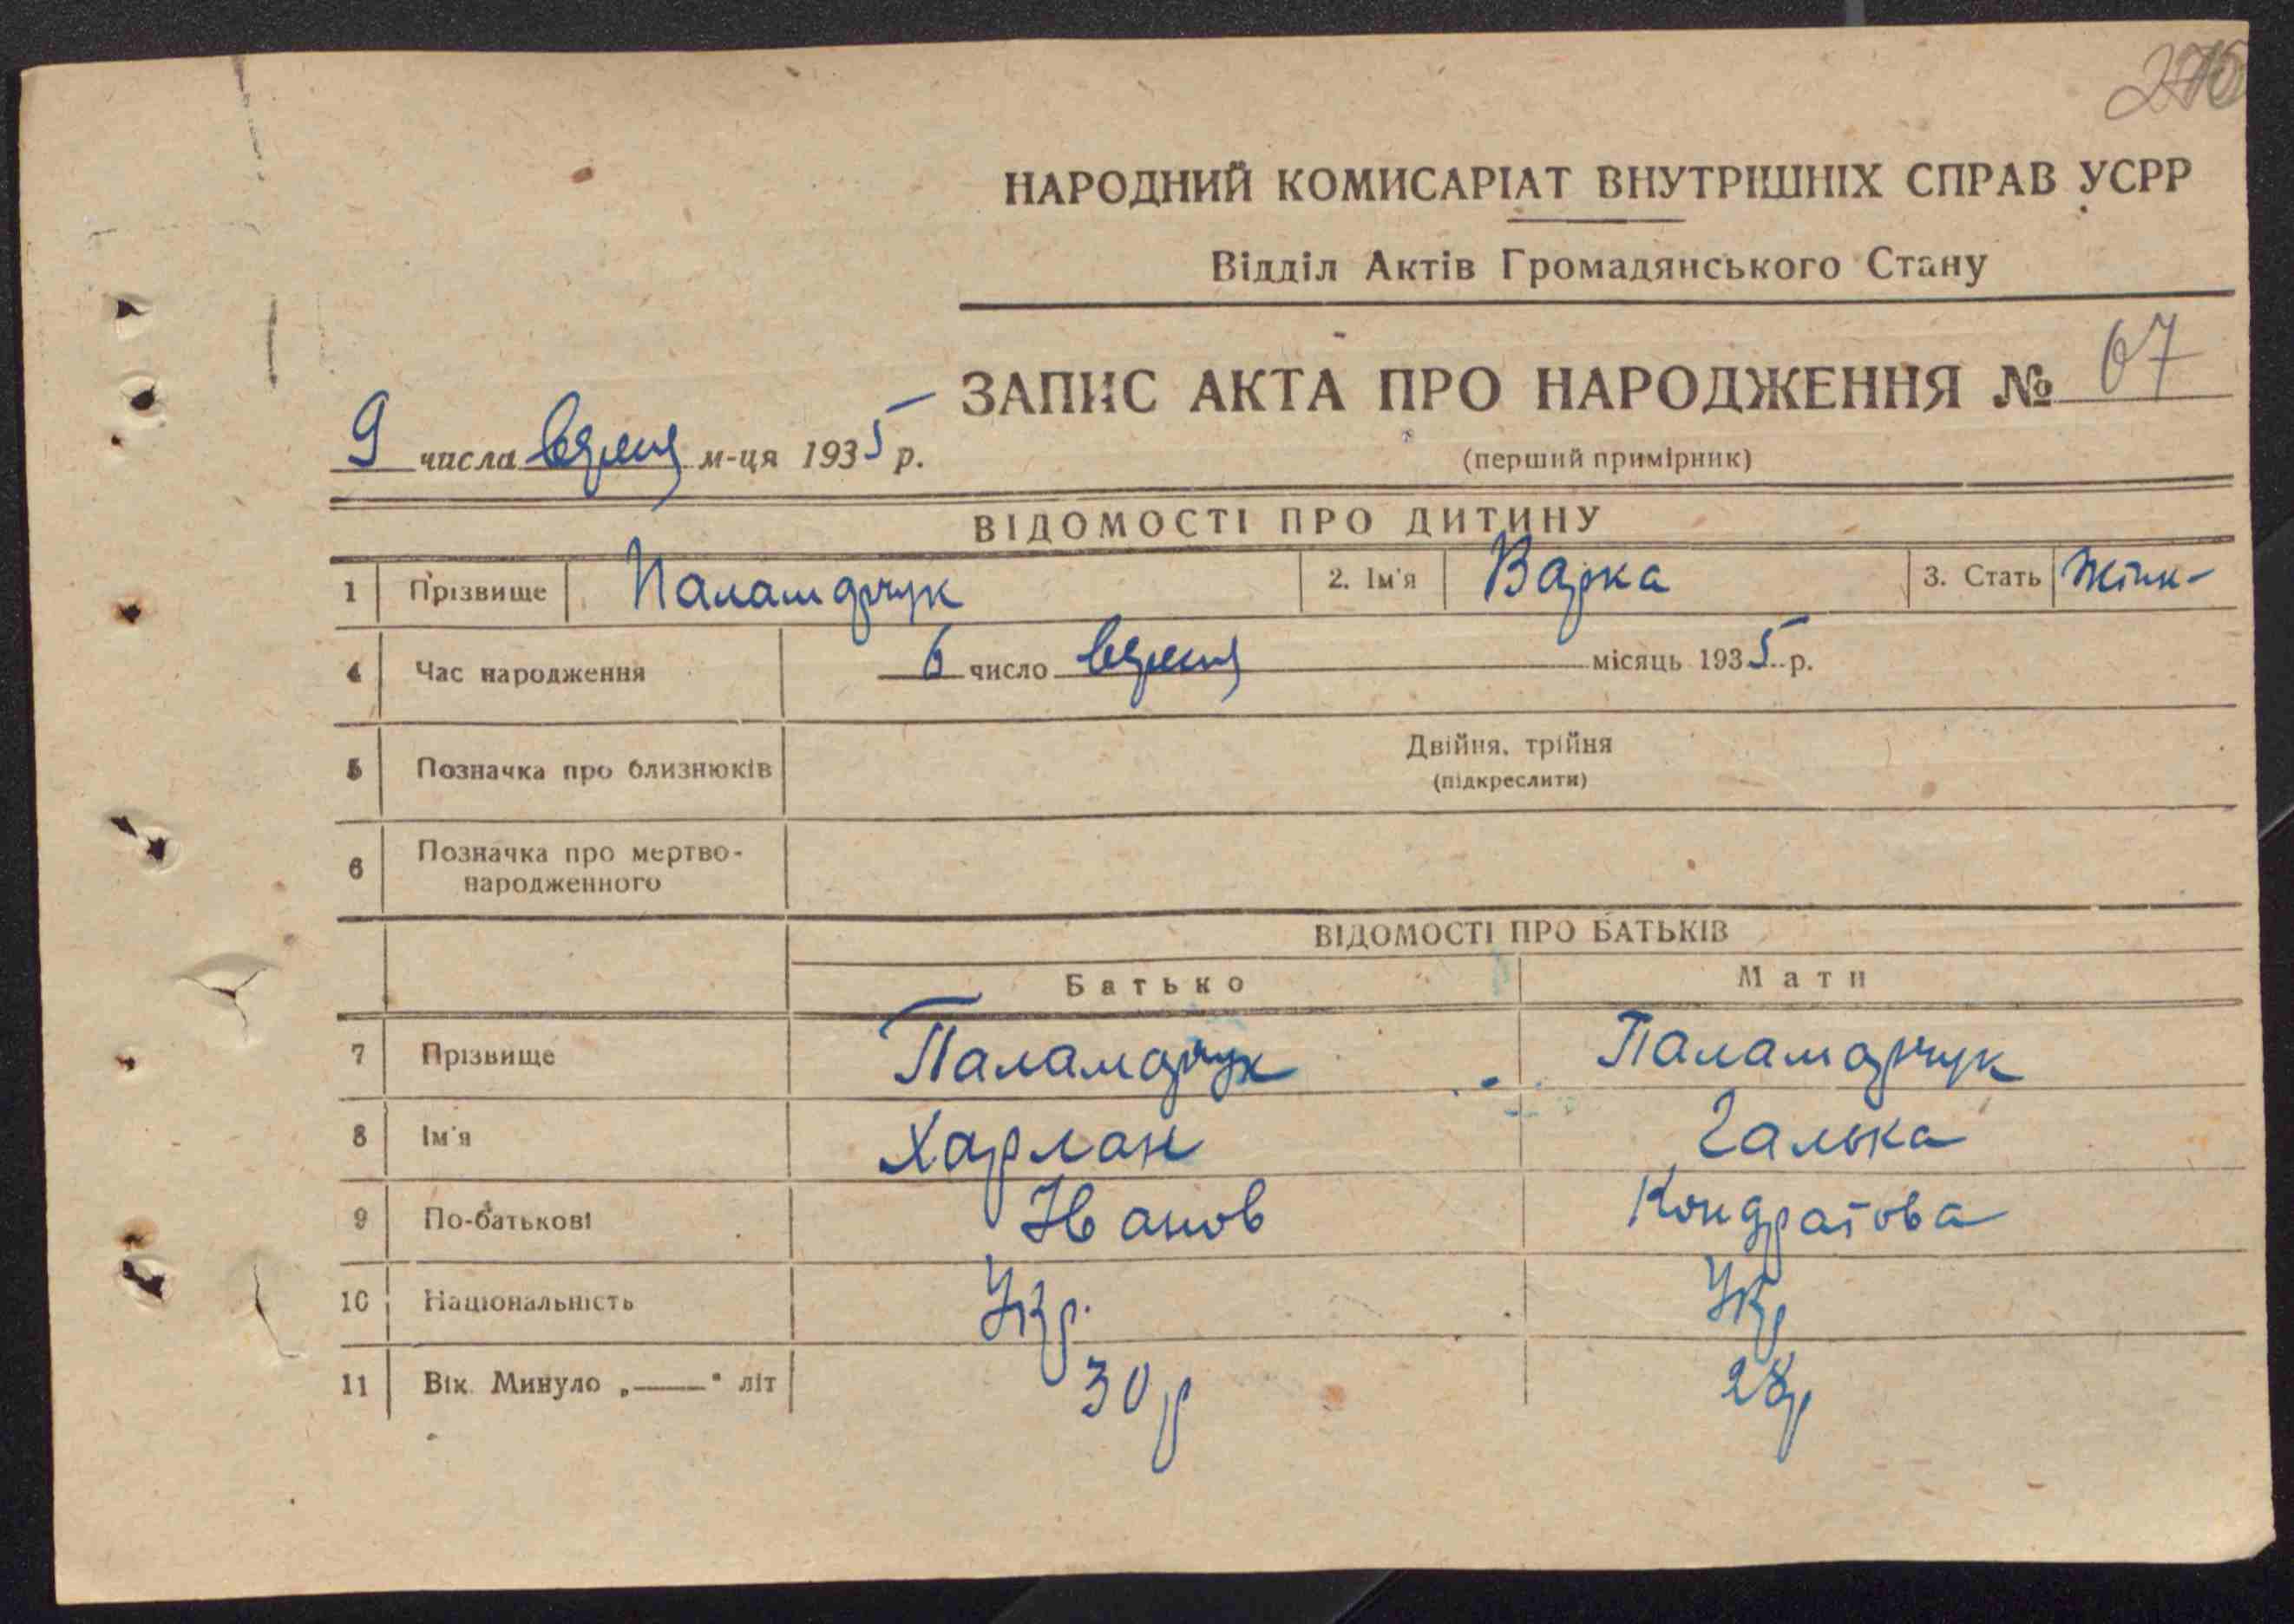 НАРОДНИЙ КОМИСАРІАТ ВНУТРІШНІХ СПРАВ УСРР
Відділ Актів Громадянського Стану
ЗАПИС АКТА ПРО НАРОДЖЕННЯ № 67
9 числа вересня м-ця 1935 р.
(перший примірник)
ВІДОМОСТІ ПРО ДИТИНУ
1 Прізвище Паламарчук 2. Ім'я Варка 3. Стать жінк-
4 Час народження 6 число вересня місяць 1935 р.
Двійня, трійня
5 Позначка про близнюків
(підкреслити)
6 Позначка про мертво-
народженного
ВІДОМОСТІ ПРО БАТЬКІВ
Батько Мати
7 Прізвище Паламарчук Паламарчук
8 Ім'я Харлан Галька
9 По-батькові Іванов Кондратова
10 Національність Укр. Укр
11 Вік. Минуло „——" літ 30 р 28 р